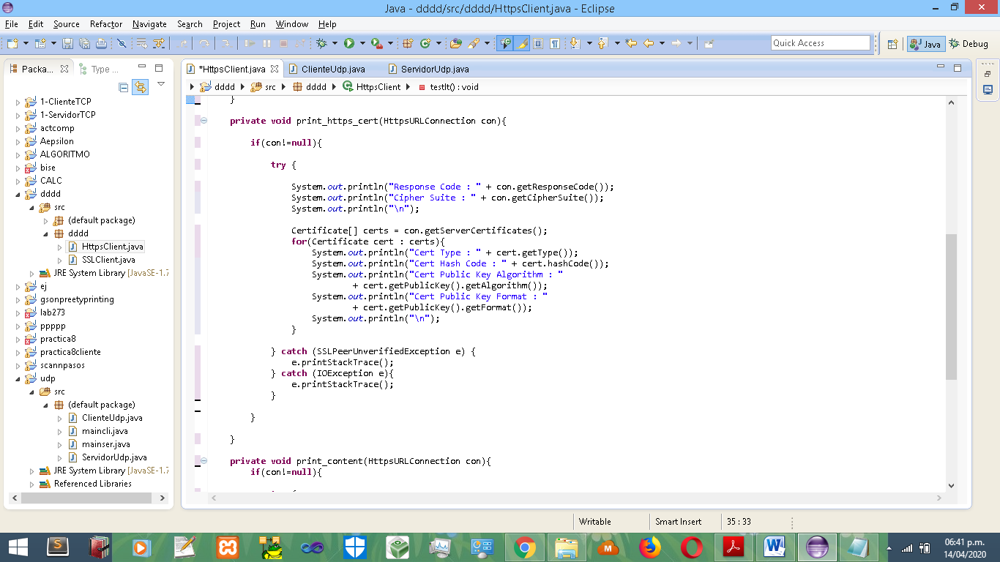 Java - dddd/src/dddd/HttpsClient.java - Eclipse
File Edit Source Refactor Navigate Search Project Run Window Help
Quick Access
Java
Debug
Packa...
Type ...
*HttpsClient.java
ClienteUdp.java
ServidorUdp.java
dddd
src
dddd
HttpsClient
testIt() : void
1-ClienteTCP
1-ServidorTCP
actcomp
Aepsilon
ALGORITMO
bise
CALC
dddd
src
(default package)
dddd
HttpsClient.java
SSLClient.java
JRE System Library [JavaSE-1.7
ej
gsonpreetyprinting
lab273
ppppp
practica8
practica8cliente
scannpasos
udp
src
(default package)
ClienteUdp.java
maincli.java
mainser.java
ServidorUdp.java
JRE System Library [JavaSE-1.7
Referenced Libraries
}
private void print_https_cert(HttpsURLConnection con){
if(con!=null){
try {
System.out.println("Response Code : " + con.getResponseCode());
System.out.println("Cipher Suite : " + con.getCipherSuite());
System.out.println("\n");
Certificate[] certs = con.getServerCertificates();
for(Certificate cert : certs){
System.out.println("Cert Type : " + cert.getType());
System.out.println("Cert Hash Code : " + cert.hashCode());
System.out.println("Cert Public Key Algorithm : "
+ cert.getPublicKey().getAlgorithm());
System.out.println("Cert Public Key Format : "
+ cert.getPublicKey().getFormat());
System.out.println("\n");
}
} catch (SSLPeerUnverifiedException e) {
e.printStackTrace();
} catch (IOException e){
e.printStackTrace();
}
}
}
private void print_content(HttpsURLConnection con){
if(con!=null){
Writable
Smart Insert
35 : 33
06:41 p.m.
14/04/2020